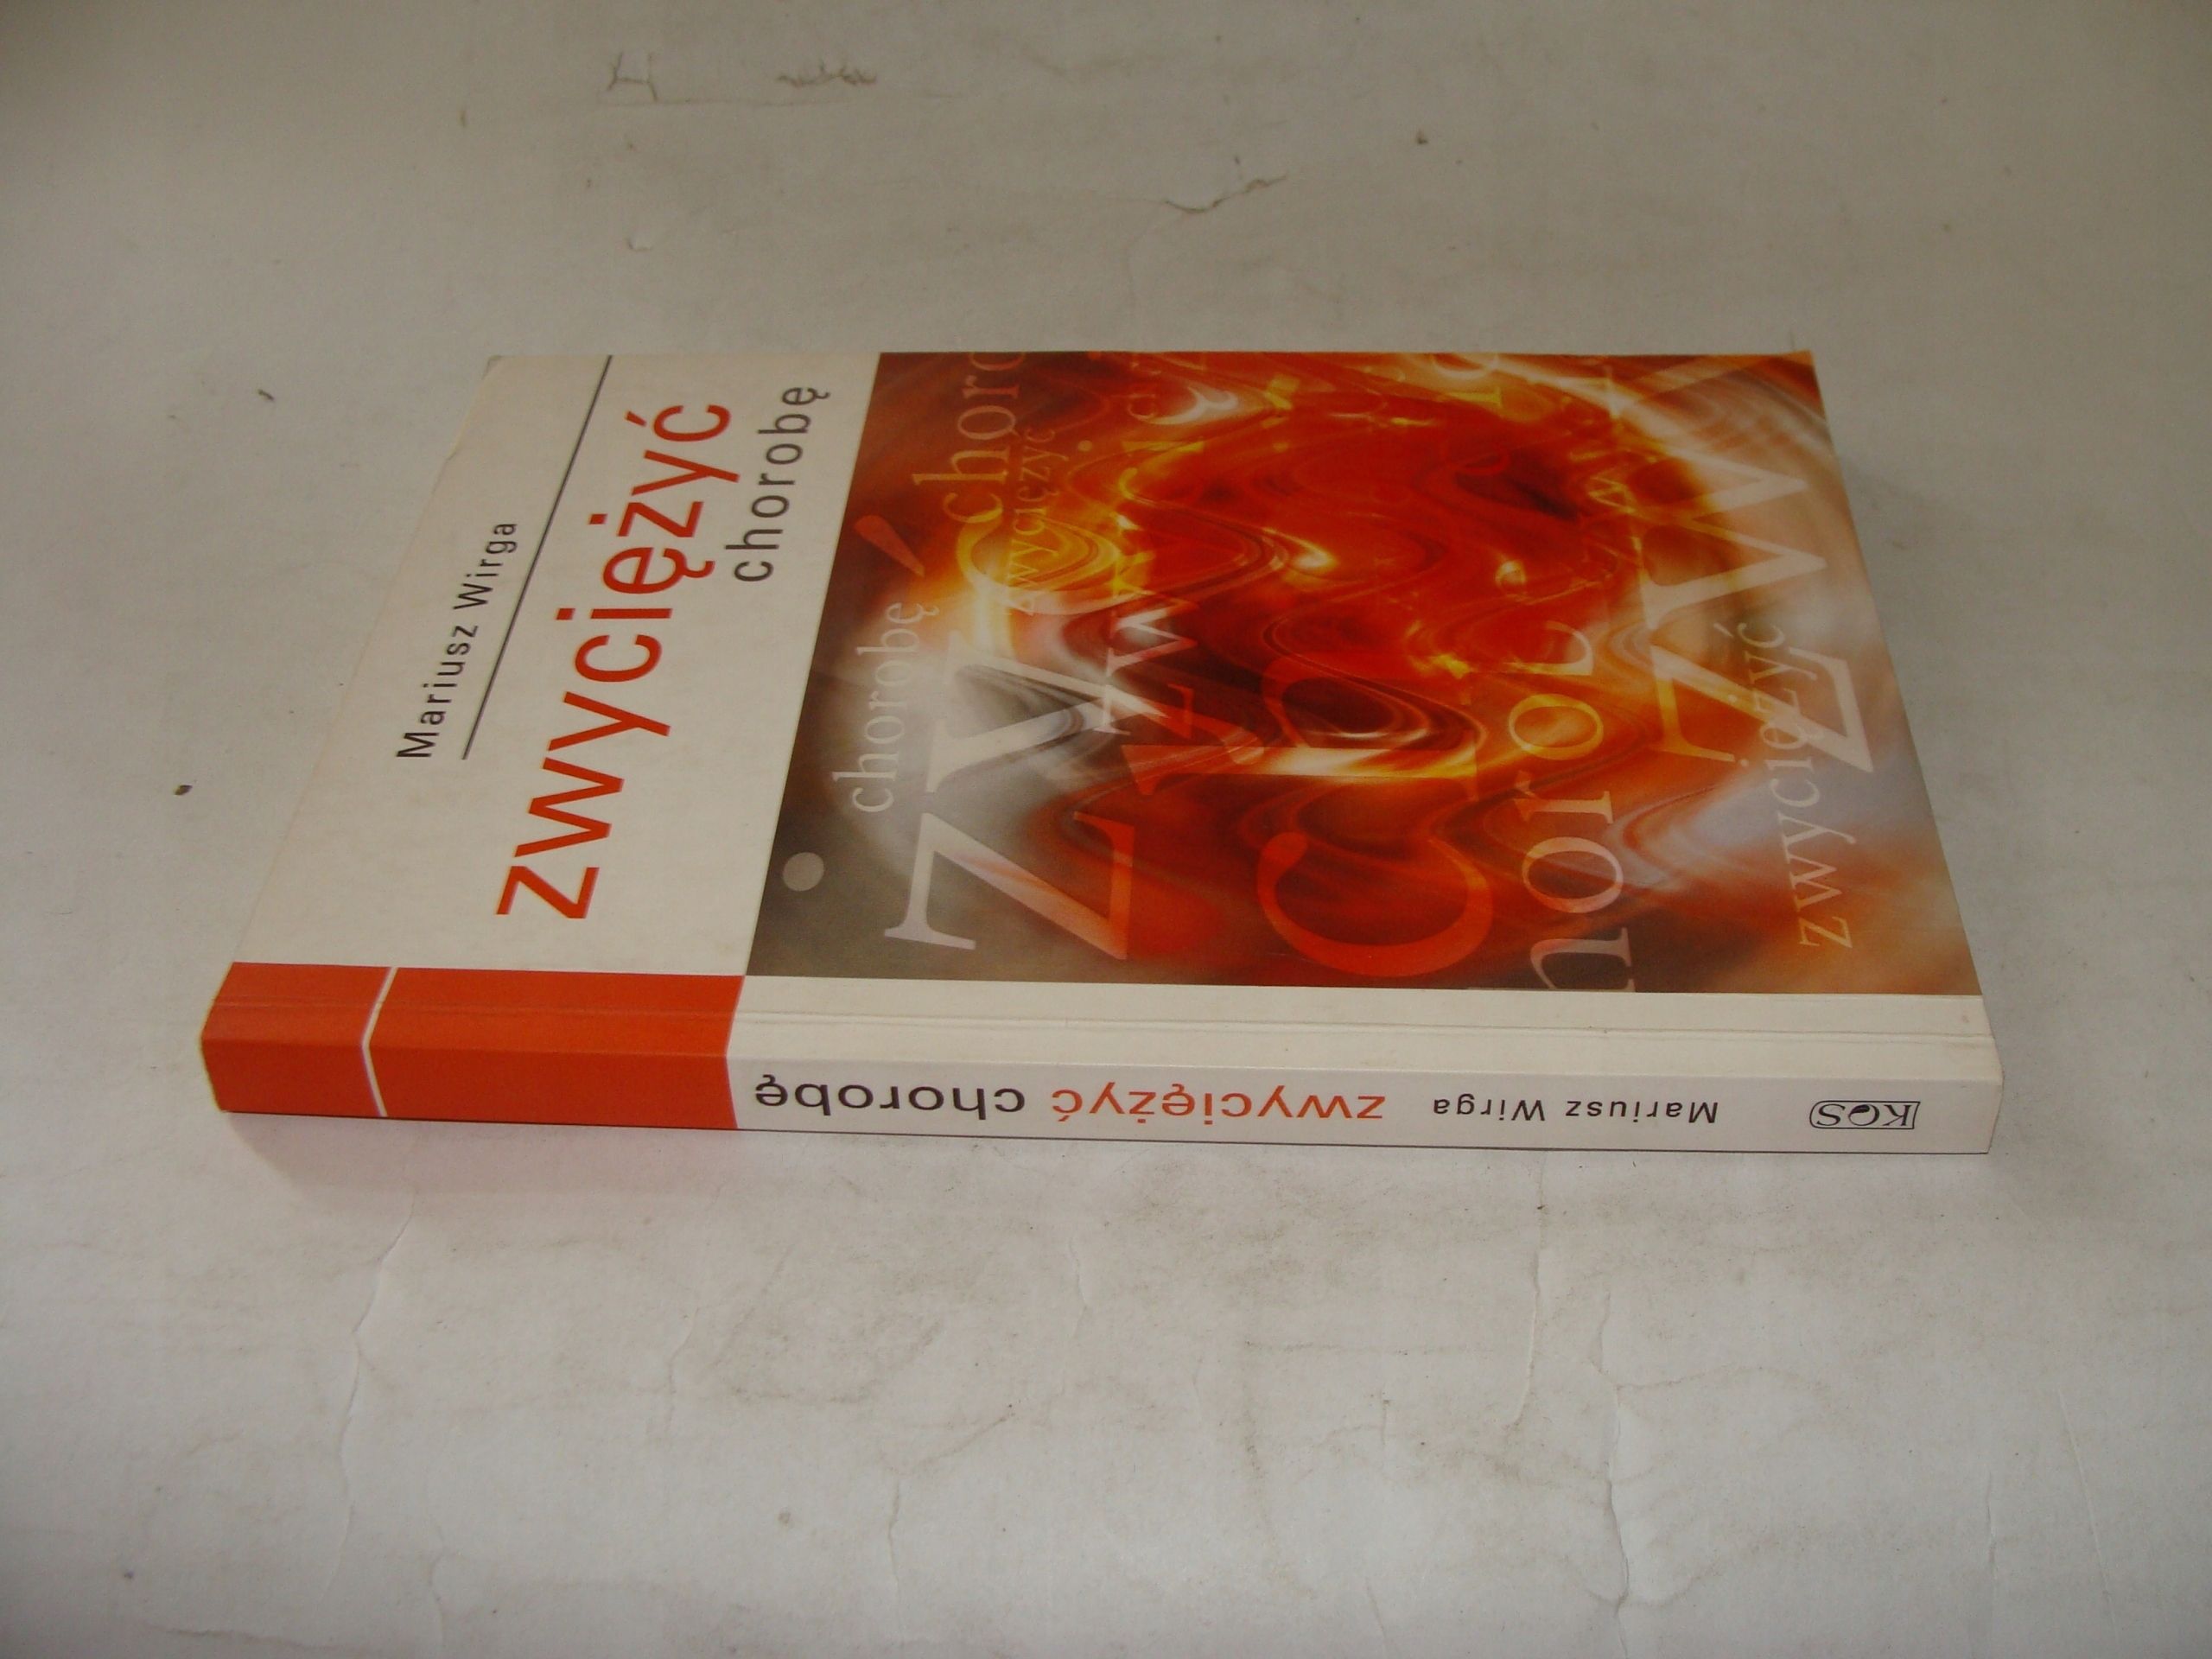 Mariusz Wirga
zwyciężyć
chorobę
chorobę
zwyciężyć
zwyciężyć
Mariusz Wirga zwyciężyć chorobę
KOS